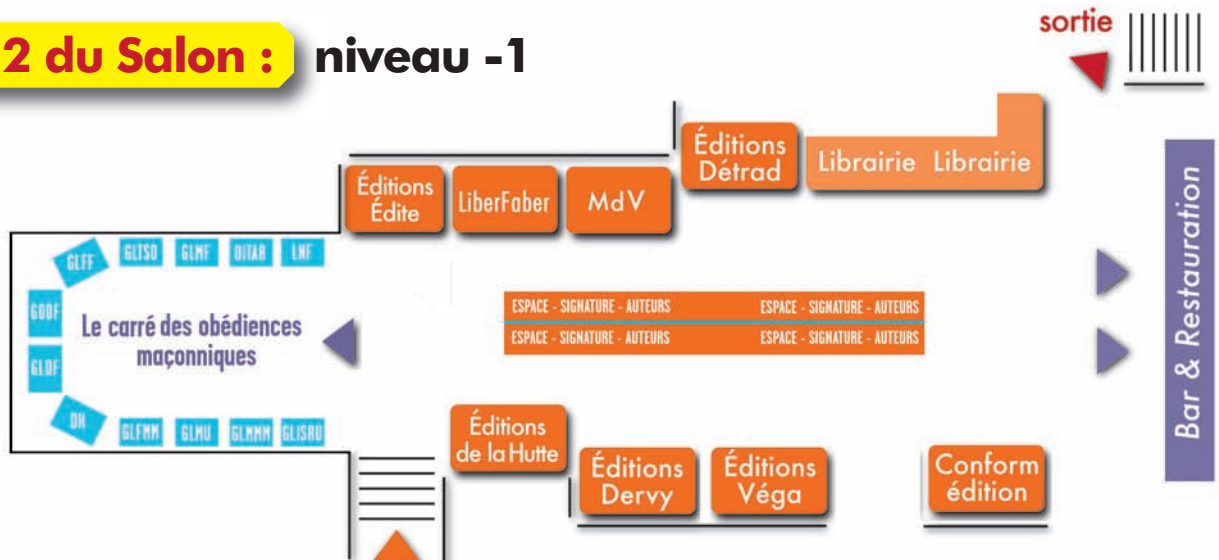 2 du Salon : niveau -1
sortie
Éditions
Édite
LiberFaber
MdV
Éditions
Détrad
Librairie Librairie
Bar & Restauration
GLFF
GLTSO
GLMF
OITAR
LNF
GODF
GLDF
DH
GLFMM
GLMU
GLMMM
GLISRU
Le carré des obédiences
maçonniques
ESPACE - SIGNATURE - AUTEURS ESPACE - SIGNATURE - AUTEURS
ESPACE - SIGNATURE - AUTEURS ESPACE - SIGNATURE - AUTEURS
Éditions
de la Hutte
Éditions
Dervy
Éditions
Véga
Conform
édition